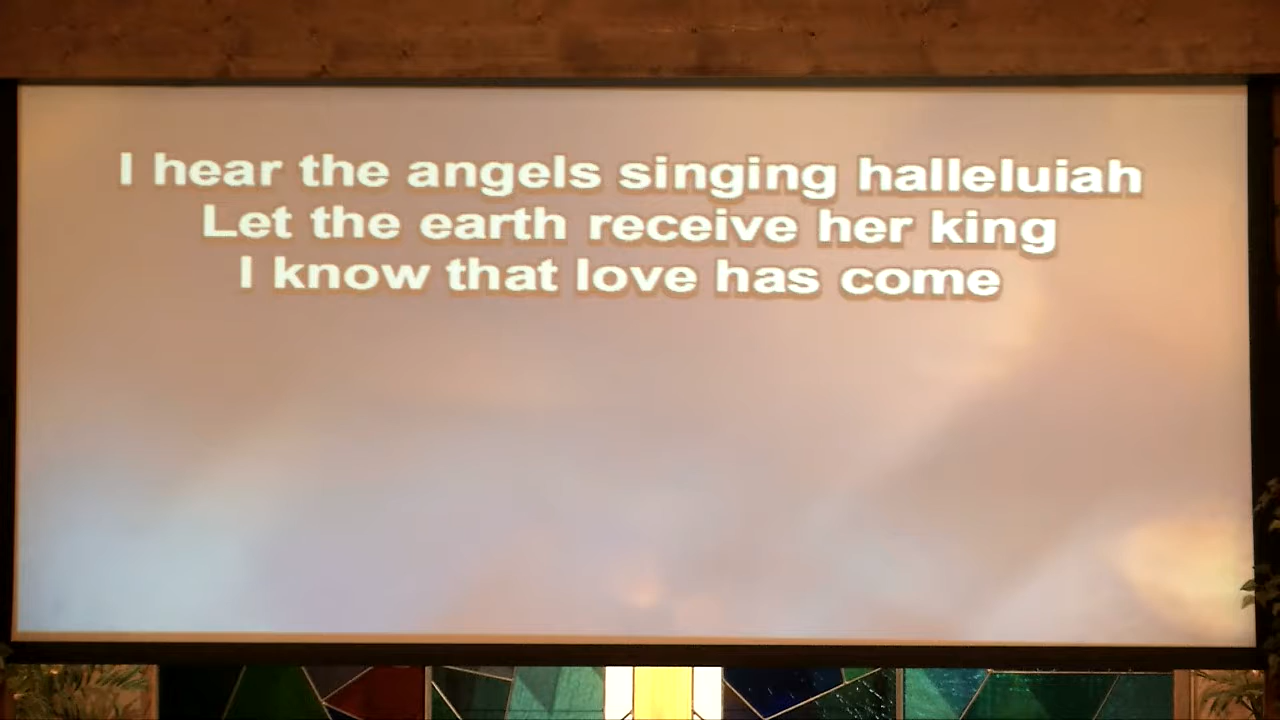 I hear the angels singing halleluiah
Let the earth receive her king
I know that love has come